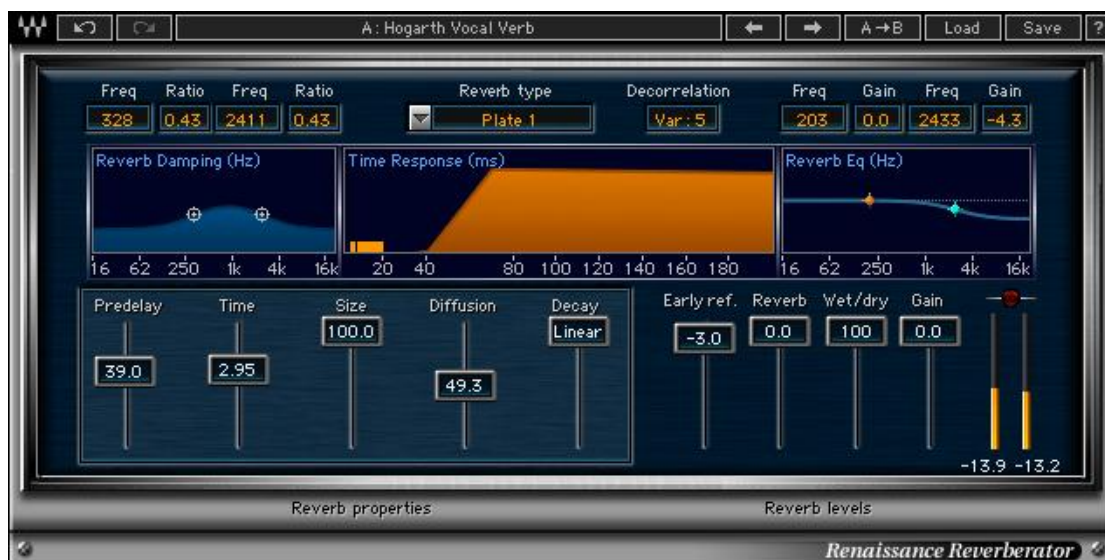 A: Hogarth Vocal Verb A→B Load Save ?
Freq Ratio Freq Ratio Reverb type Decorrelation Freq Gain Freq Gain
328 0.43 2411 0.43 Plate 1 Var: 5 203 0.0 2433 -4.3
Reverb Damping (Hz) Time Response (ms) Reverb Eq (Hz)
16 62 250 1k 4k 16k 20 40 80 100 120 140 160 180 16 62 250 1k 4k 16k
Predelay Time Size Diffusion Decay Early ref. Reverb Wet/dry Gain
100.0 Linear -3.0 0.0 100 0.0
39.0 2.95 49.3
-13.9 -13.2
Reverb properties Reverb levels
Renaissance Reverberator